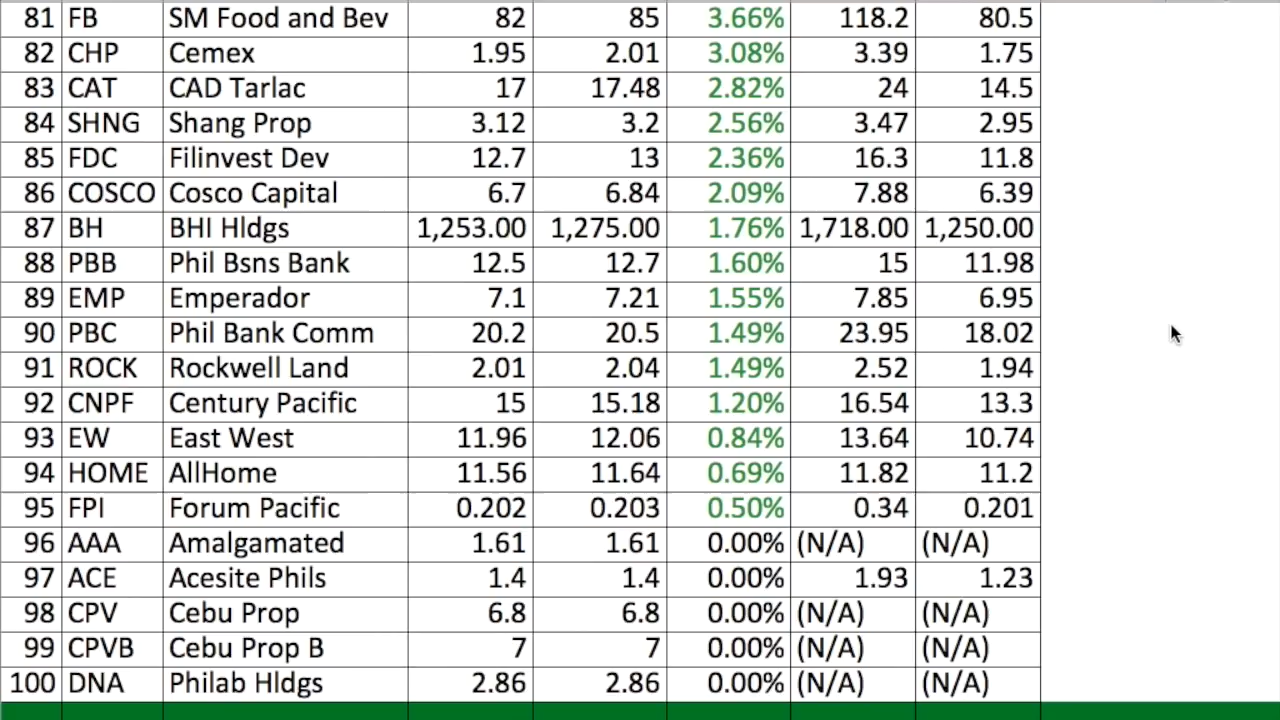 81 FB SM Food and Bev 82 85 3.66% 118.2 80.5
82 CHP Cemex 1.95 2.01 3.08% 3.39 1.75
83 CAT CAD Tarlac 17 17.48 2.82% 24 14.5
84 SHNG Shang Prop 3.12 3.2 2.56% 3.47 2.95
85 FDC Filinvest Dev 12.7 13 2.36% 16.3 11.8
86 COSCO Cosco Capital 6.7 6.84 2.09% 7.88 6.39
87 BH BHI Hldgs 1,253.00 1,275.00 1.76% 1,718.00 1,250.00
88 PBB Phil Bsns Bank 12.5 12.7 1.60% 15 11.98
89 EMP Emperador 7.1 7.21 1.55% 7.85 6.95
90 PBC Phil Bank Comm 20.2 20.5 1.49% 23.95 18.02
91 ROCK Rockwell Land 2.01 2.04 1.49% 2.52 1.94
92 CNPF Century Pacific 15 15.18 1.20% 16.54 13.3
93 EW East West 11.96 12.06 0.84% 13.64 10.74
94 HOME AllHome 11.56 11.64 0.69% 11.82 11.2
95 FPI Forum Pacific 0.202 0.203 0.50% 0.34 0.201
96 AAA Amalgamated 1.61 1.61 0.00% (N/A) (N/A)
97 ACE Acesite Phils 1.4 1.4 0.00% 1.93 1.23
98 CPV Cebu Prop 6.8 6.8 0.00% (N/A) (N/A)
99 CPVB Cebu Prop B 7 7 0.00% (N/A) (N/A)
100 DNA Philab Hldgs 2.86 2.86 0.00% (N/A) (N/A)